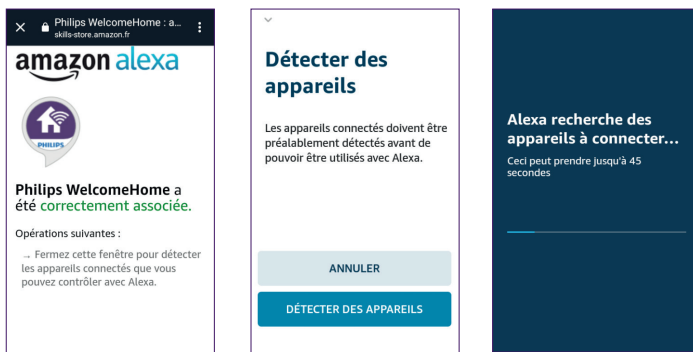 Philips WelcomeHome : a...
skills-store.amazon.fr
amazon alexa
PHILIPS
Philips WelcomeHome a
été correctement associée.
Opérations suivantes :
→ Fermez cette fenêtre pour détecter
les appareils connectés que vous
pouvez contrôler avec Alexa.
Détecter des
appareils
Les appareils connectés doivent être
préalablement détectés avant de
pouvoir être utilisés avec Alexa.
ANNULER
DÉTECTER DES APPAREILS
Alexa recherche des
appareils à connecter...
Ceci peut prendre jusqu'à 45
secondes